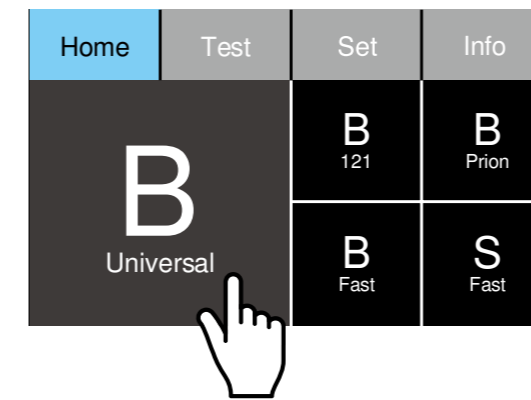 Home Test Set Info
B
Universal
B
121
B
Prion
B
Fast
S
Fast